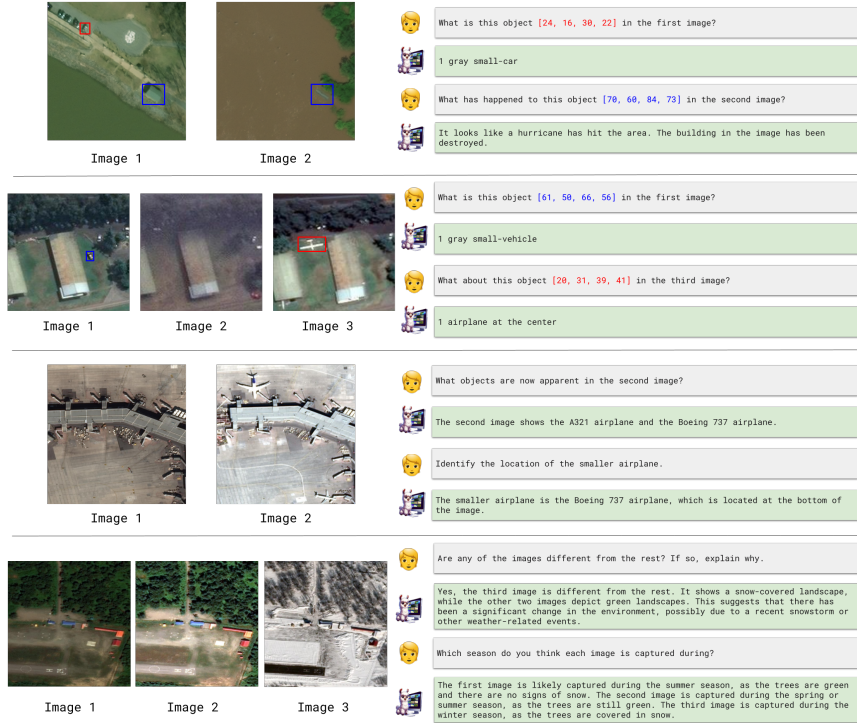 What is this object [24, 16, 30, 22] in the first image?
1 gray small-car
What has happened to this object [70, 60, 84, 73] in the second image?
It looks like a hurricane has hit the area. The building in the image has been
destroyed.
Image 1
Image 2
What is this object [61, 50, 66, 56] in the first image?
1 gray small-vehicle
What about this object [20, 31, 39, 41] in the third image?
1 airplane at the center
Image 1
Image 2
Image 3
What objects are now apparent in the second image?
The second image shows the A321 airplane and the Boeing 737 airplane.
Identify the location of the smaller airplane.
The smaller airplane is the Boeing 737 airplane, which is located at the bottom of
the image.
Image 1
Image 2
Are any of the images different from the rest? If so, explain why.
Yes, the third image is different from the rest. It shows a snow-covered landscape,
while the other two images depict green landscapes. This suggests that there has
been a significant change in the environment, possibly due to a recent snowstorm or
other weather-related events.
Which season do you think each image is captured during?
The first image is likely captured during the summer season, as the trees are green
and there are no signs of snow. The second image is captured during the spring or
summer season, as the trees are still green. The third image is captured during the
winter season, as the trees are covered in snow.
Image 1
Image 2
Image 3